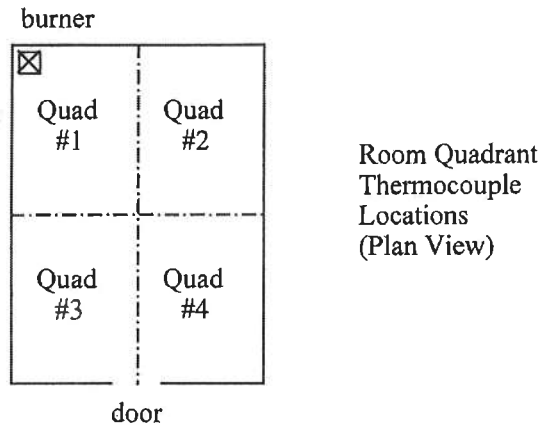 burner
Quad
#1
Quad
#2
Room Quadrant
Thermocouple
Locations
(Plan View)
Quad
#3
Quad
#4
door